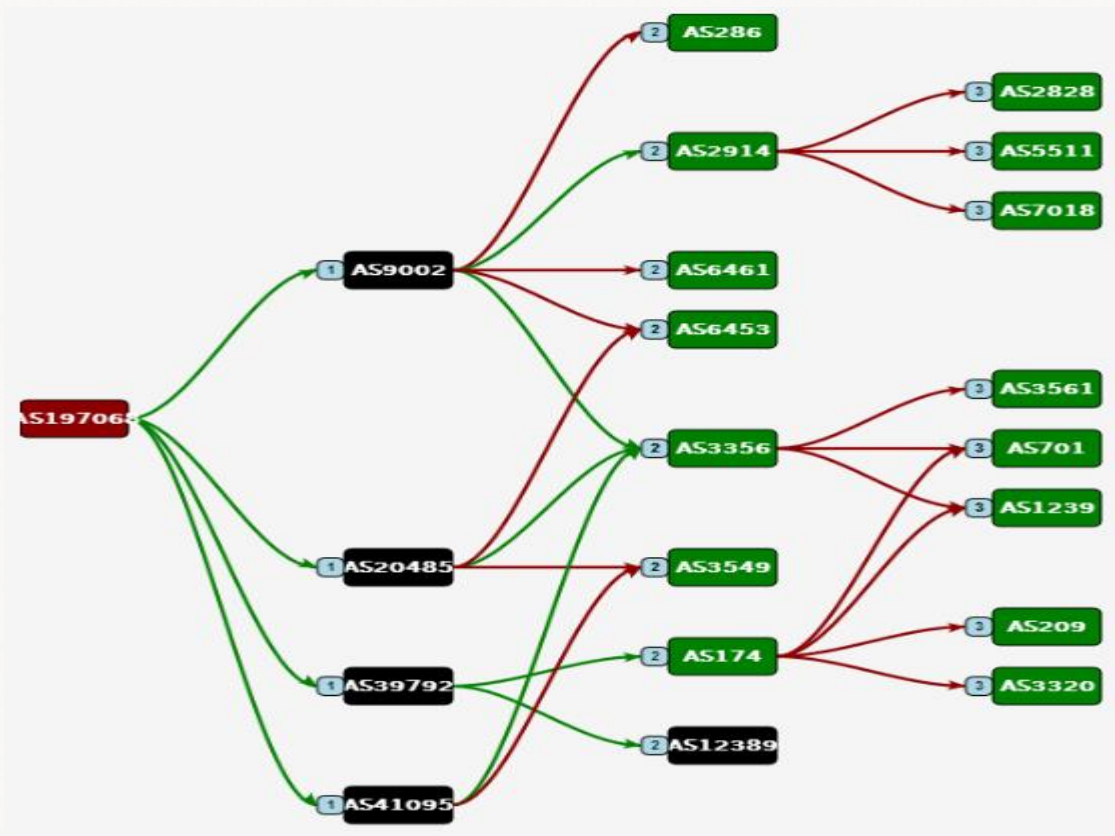 2 AS286
3 AS2828
2 AS2914
3 AS5511
3 AS7018
1 AS9002
2 AS6461
2 AS6453
3 AS3561
AS197068
2 AS3356
3 AS701
3 AS1239
1 AS20485
2 AS3549
3 AS209
2 AS174
1 AS39792
3 AS3320
2 AS12389
1 AS41095